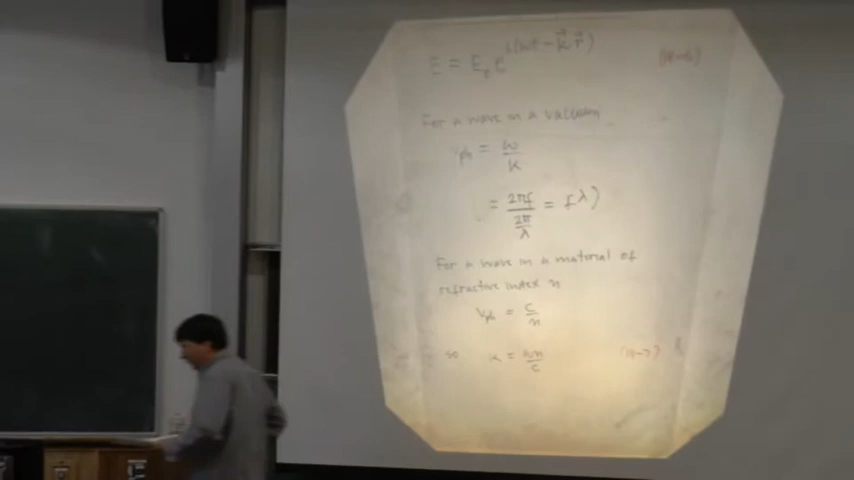 E = E₀ e^{i(ωt − k⃗·r⃗)}
For a wave in a vacuum
v_ph = ω/k
= 2πf / (2π/λ) = fλ)
For a wave in a material of
refractive index n
v_ph = c/n
so k = ωn/c